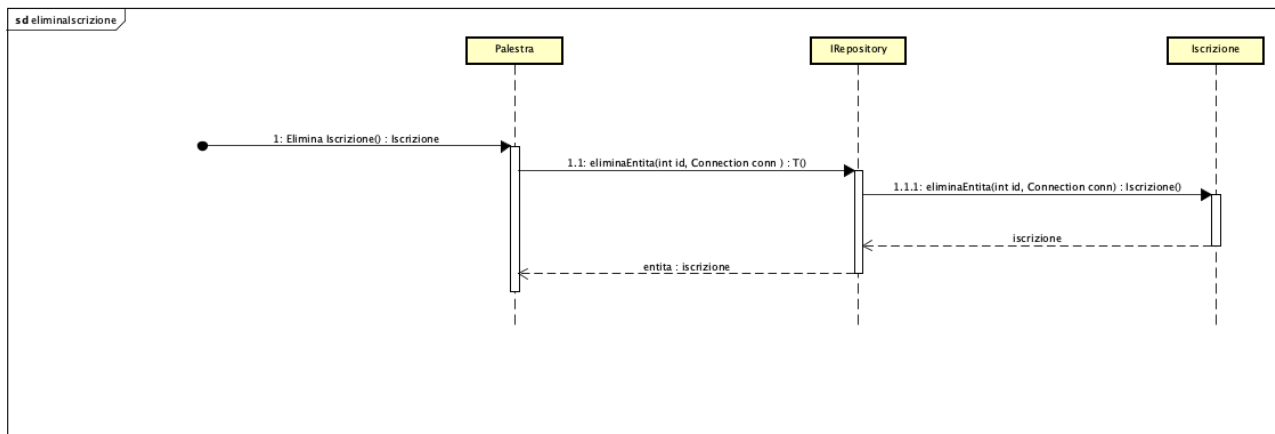 sd eliminaIscrizione
Palestra
IRepository
Iscrizione
1: Elimina Iscrizione() : Iscrizione
1.1: eliminaEntita(int id, Connection conn ) : T()
1.1.1: eliminaEntita(int id, Connection conn) : Iscrizione()
iscrizione
entita : iscrizione